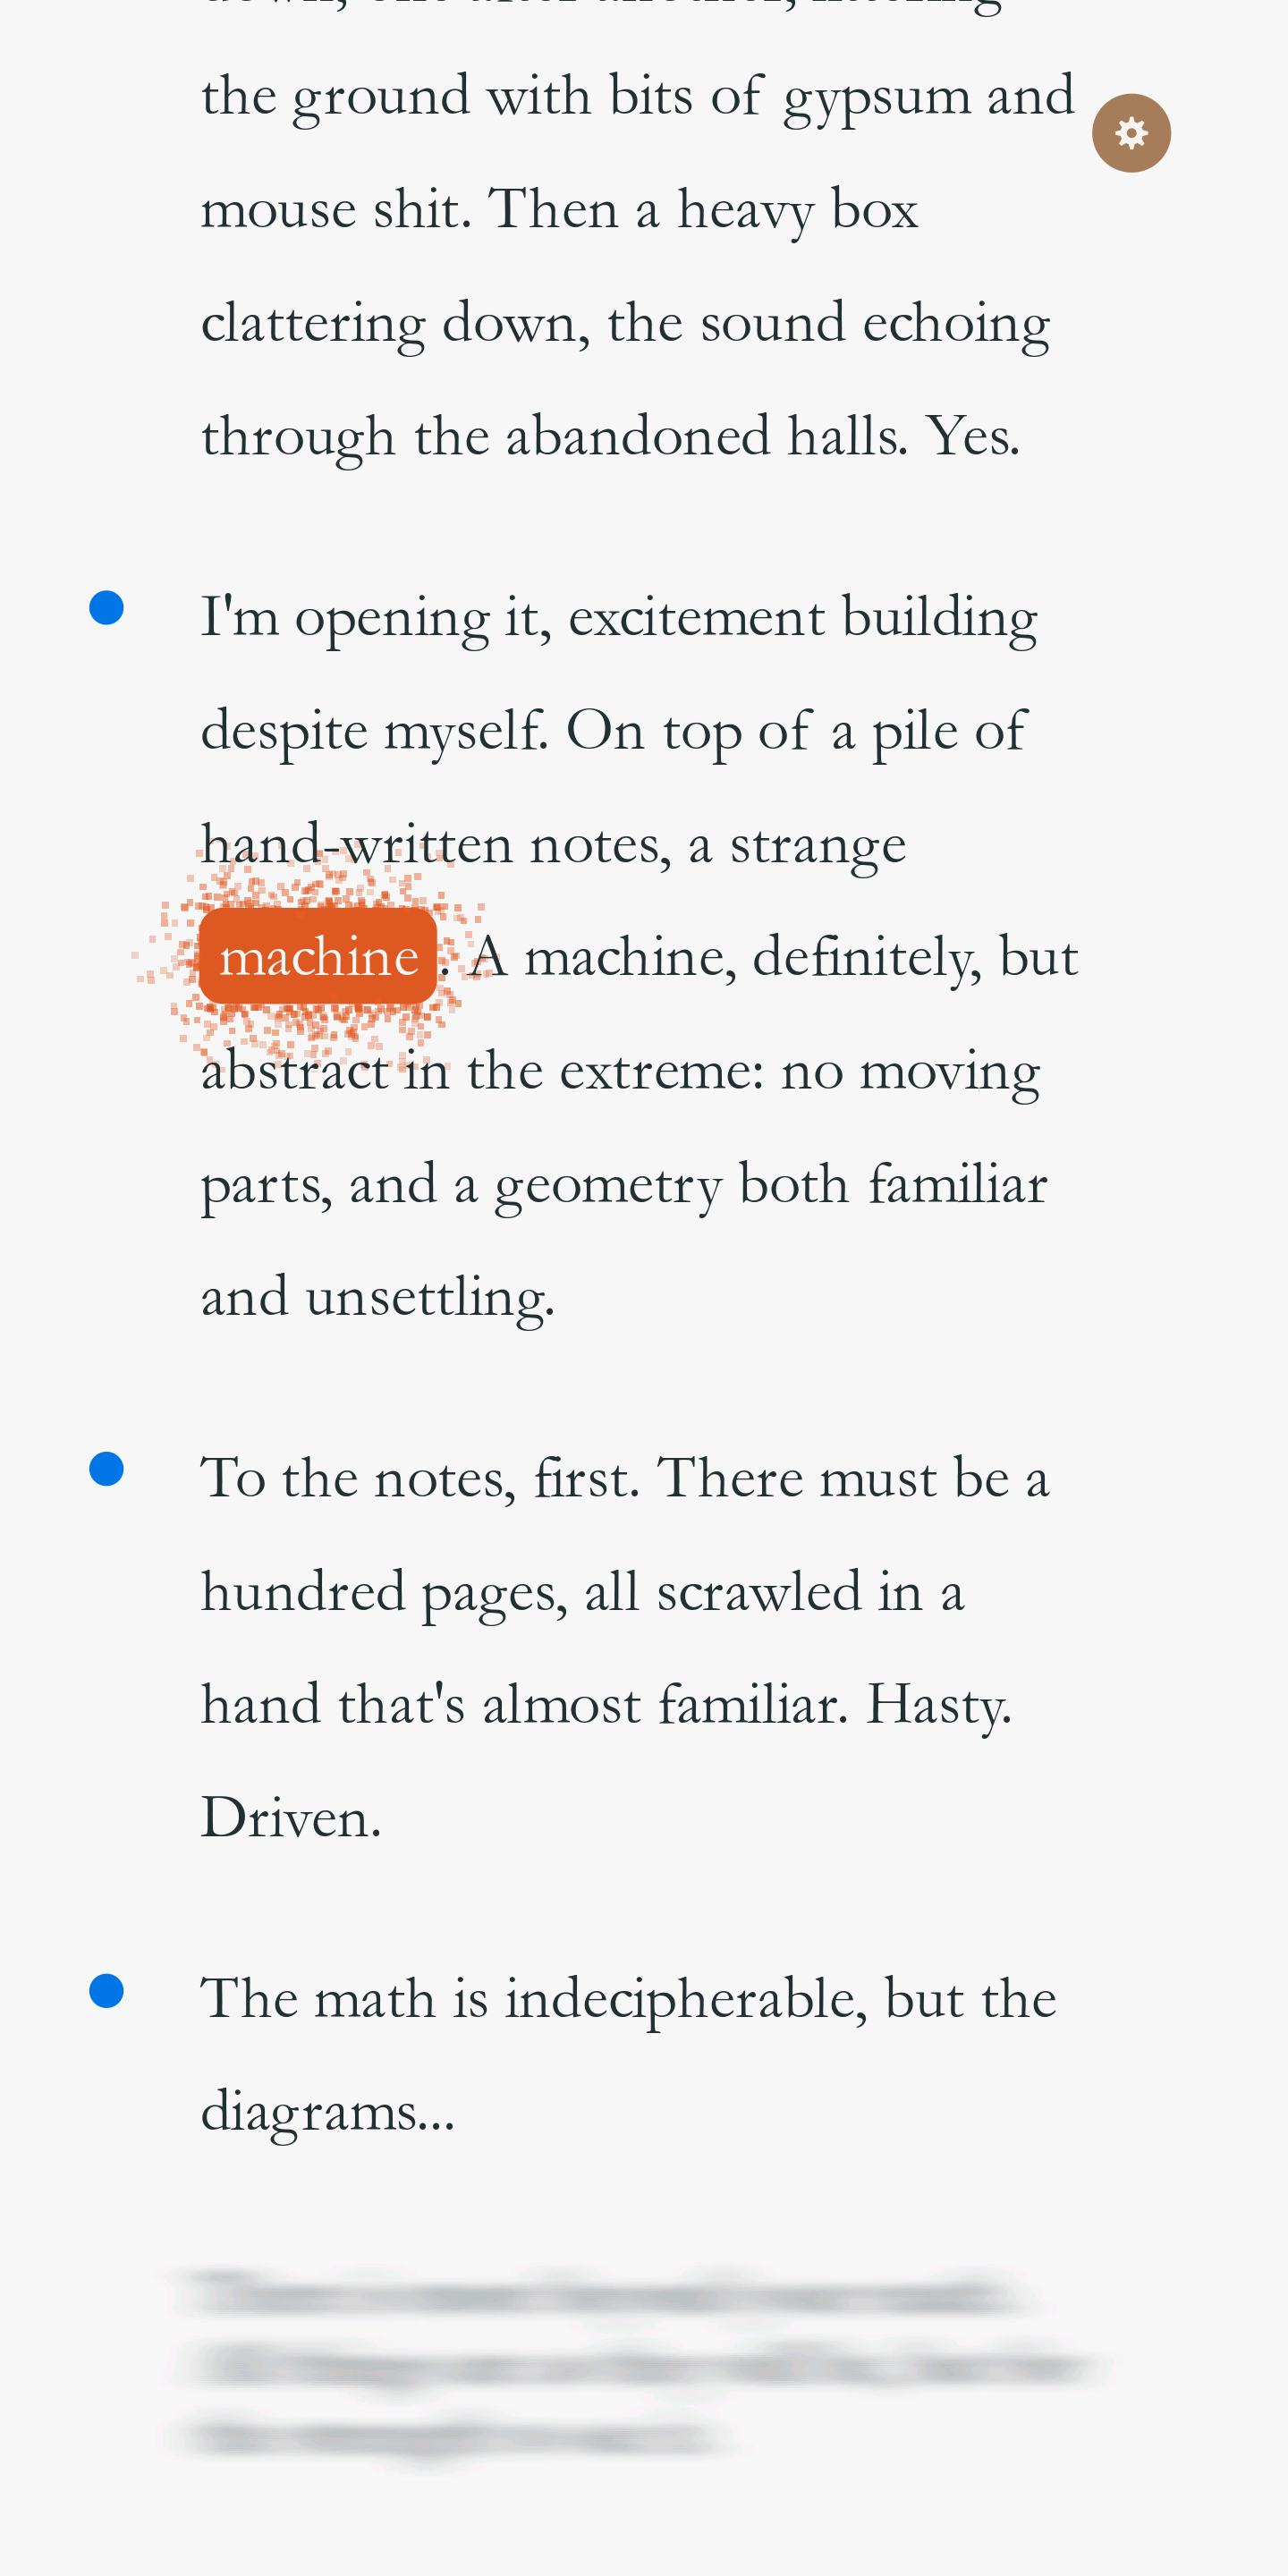 the ground with bits of gypsum and
mouse shit. Then a heavy box
clattering down, the sound echoing
through the abandoned halls. Yes.
I'm opening it, excitement building
despite myself. On top of a pile of
hand-written notes, a strange
machine. A machine, definitely, but
abstract in the extreme: no moving
parts, and a geometry both familiar
and unsettling.
To the notes, first. There must be a
hundred pages, all scrawled in a
hand that's almost familiar. Hasty.
Driven.
The math is indecipherable, but the
diagrams...